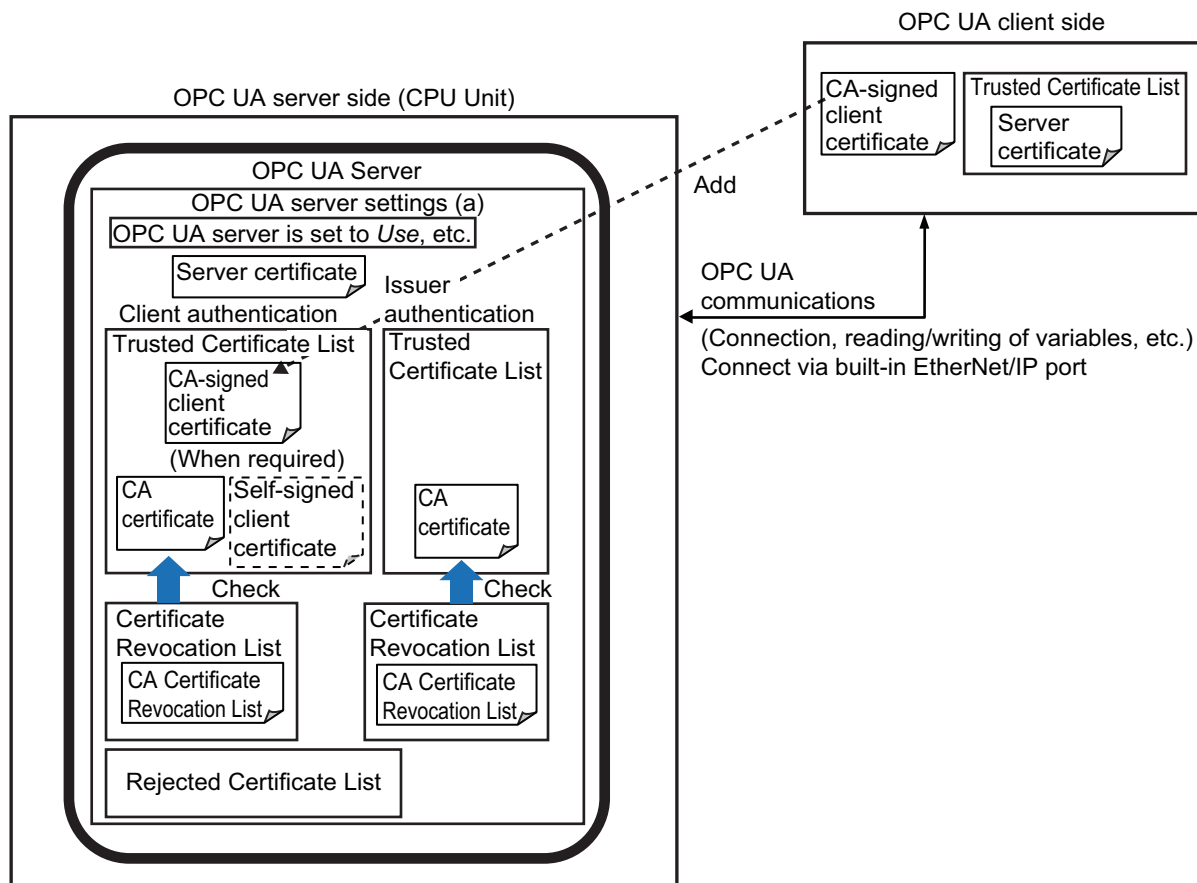 OPC UA client side
CA-signed
client
certificate
Trusted Certificate List
Server
certificate
OPC UA server side (CPU Unit)
OPC UA Server
OPC UA server settings (a)
OPC UA server is set to Use, etc.
Server certificate
Add
OPC UA
communications
(Connection, reading/writing of variables, etc.)
Connect via built-in EtherNet/IP port
Client authentication
Trusted Certificate List
CA-signed
client
certificate
(When required)
CA
certificate
Self-signed
client
certificate
Issuer
authentication
Trusted
Certificate List
CA
certificate
Check
Check
Certificate
Revocation List
CA Certificate
Revocation List
Certificate
Revocation List
CA Certificate
Revocation List
Rejected Certificate List